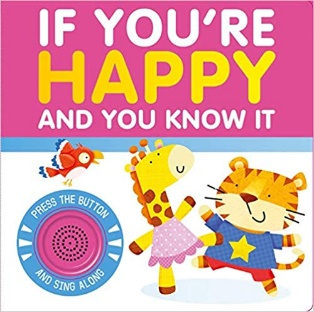 IF YOU'RE
HAPPY
AND YOU KNOW IT
PRESS THE BUTTON
AND SING ALONG